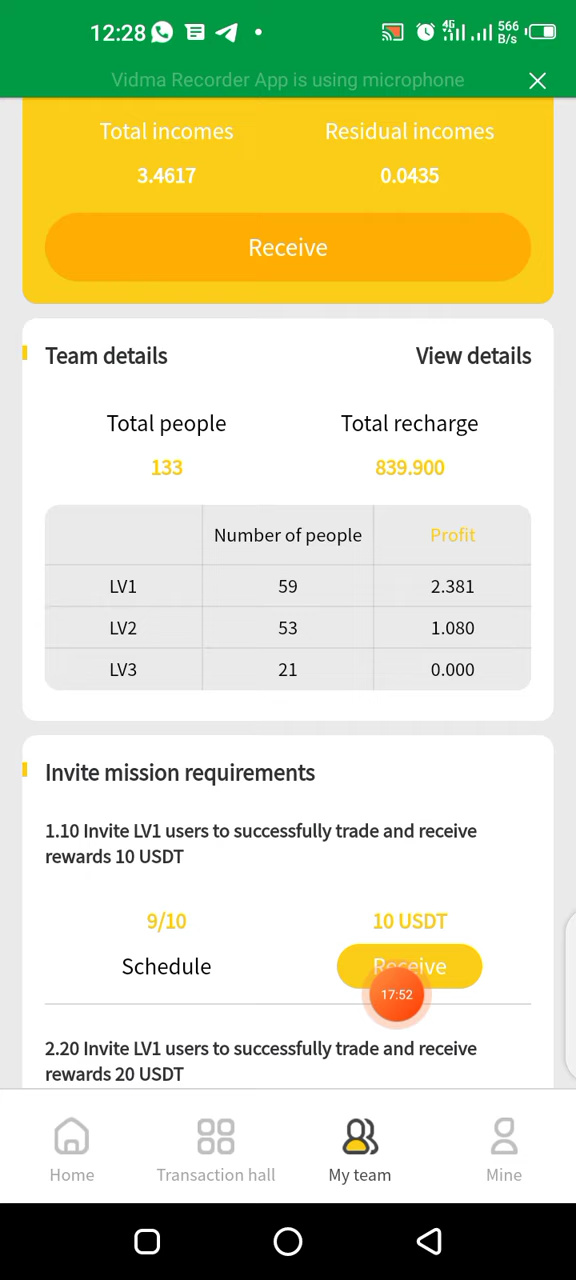 12:28
4G
566
B/s
Vidma Recorder App is using microphone
Total incomes
Residual incomes
3.4617
0.0435
Receive
Team details
View details
Total people
Total recharge
133
839.900
Number of people
Profit
LV1
59
2.381
LV2
53
1.080
LV3
21
0.000
Invite mission requirements
1.10 Invite LV1 users to successfully trade and receive
rewards 10 USDT
9/10
10 USDT
Schedule
Receive
17:52
2.20 Invite LV1 users to successfully trade and receive
rewards 20 USDT
Home
Transaction hall
My team
Mine